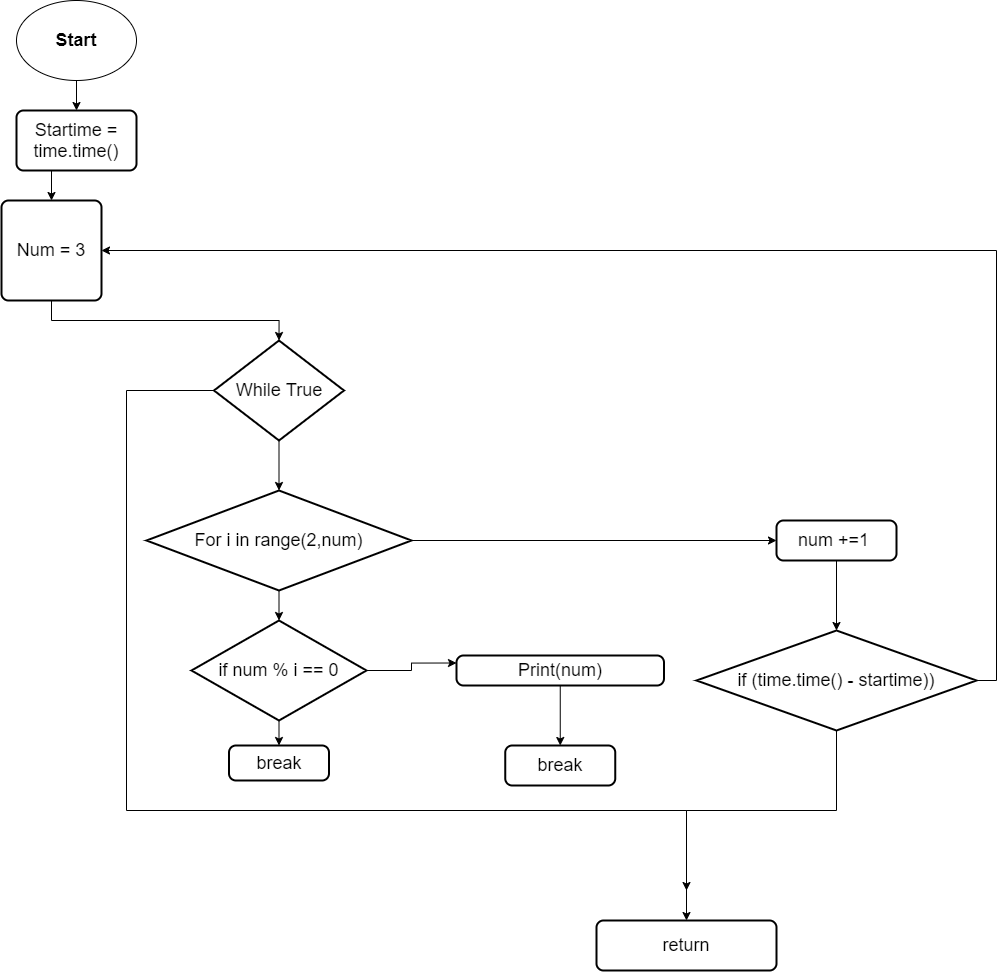 Start
Startime =
time.time()
Num = 3
While True
For i in range(2,num)
num +=1
if num % i == 0
Print(num)
if (time.time() - startime))
break
break
return